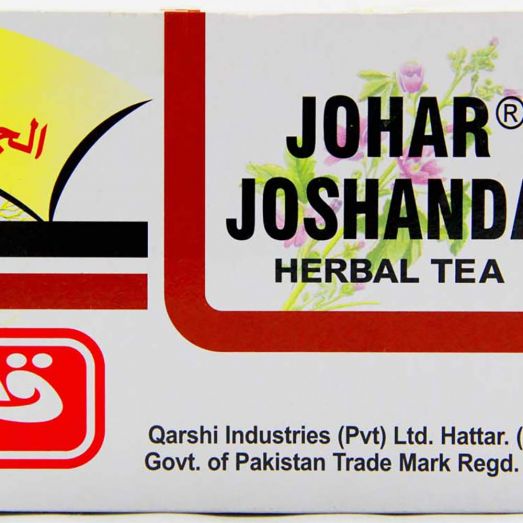 JOHAR®
JOSHANDA
HERBAL TEA
Qarshi Industries (Pvt) Ltd. Hattar. (
Govt. of Pakistan Trade Mark Regd.